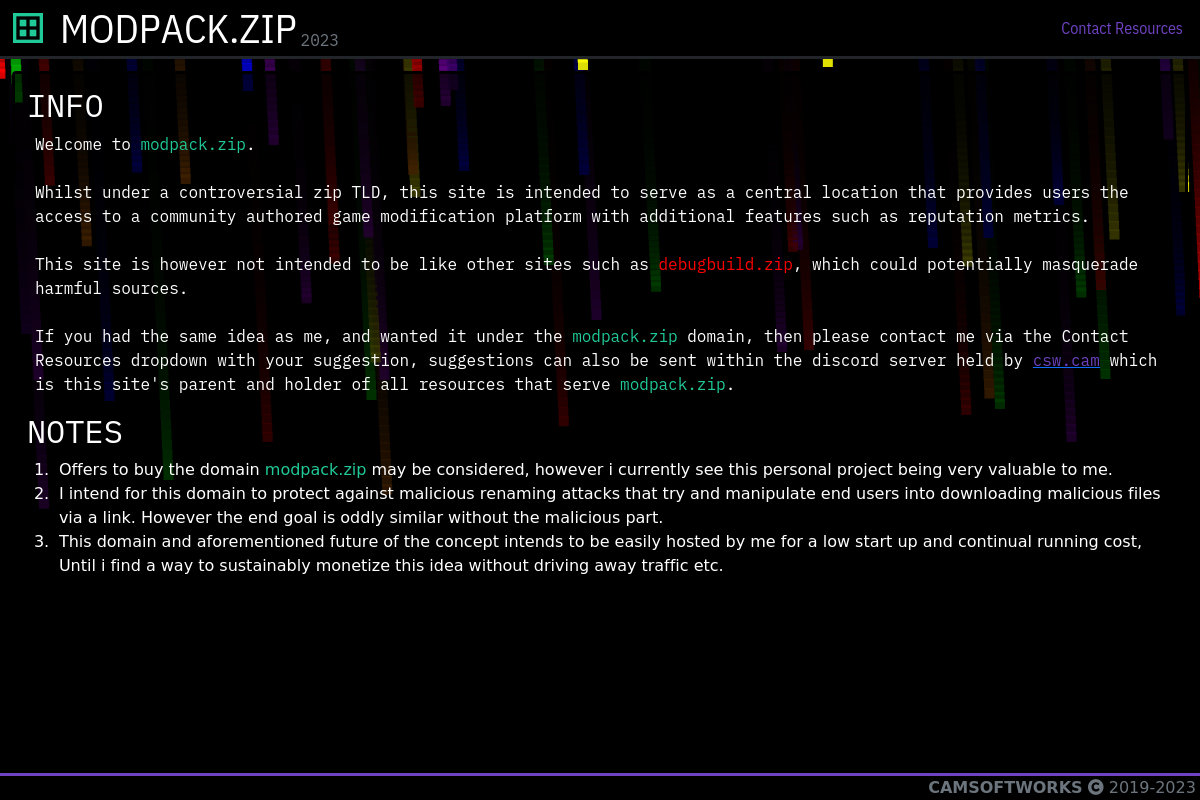 MODPACK.ZIP 2023
Contact Resources
INFO
Welcome to modpack.zip.
Whilst under a controversial zip TLD, this site is intended to serve as a central location that provides users the
access to a community authored game modification platform with additional features such as reputation metrics.
This site is however not intended to be like other sites such as debugbuild.zip, which could potentially masquerade
harmful sources.
If you had the same idea as me, and wanted it under the modpack.zip domain, then please contact me via the Contact
Resources dropdown with your suggestion, suggestions can also be sent within the discord server held by csw.cam which
is this site's parent and holder of all resources that serve modpack.zip.
NOTES
1. Offers to buy the domain modpack.zip may be considered, however i currently see this personal project being very valuable to me.
2. I intend for this domain to protect against malicious renaming attacks that try and manipulate end users into downloading malicious files
via a link. However the end goal is oddly similar without the malicious part.
3. This domain and aforementioned future of the concept intends to be easily hosted by me for a low start up and continual running cost,
Until i find a way to sustainably monetize this idea without driving away traffic etc.
CAMSOFTWORKS © 2019-2023